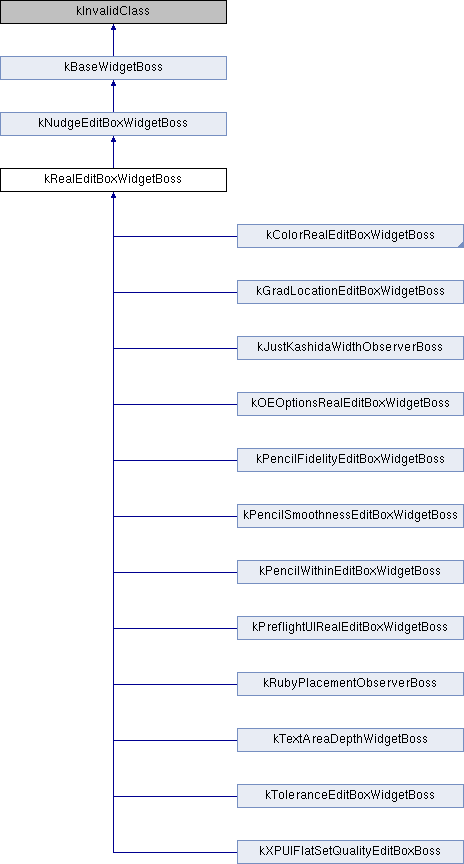 kInvalidClass
kBaseWidgetBoss
kNudgeEditBoxWidgetBoss
kRealEditBoxWidgetBoss
kColorRealEditBoxWidgetBoss
kGradLocationEditBoxWidgetBoss
kJustKashidaWidthObserverBoss
kOEOptionsRealEditBoxWidgetBoss
kPencilFidelityEditBoxWidgetBoss
kPencilSmoothnessEditBoxWidgetBoss
kPencilWithinEditBoxWidgetBoss
kPreflightUIRealEditBoxWidgetBoss
kRubyPlacementObserverBoss
kTextAreaDepthWidgetBoss
kToleranceEditBoxWidgetBoss
kXPUIFlatSetQualityEditBoxBoss